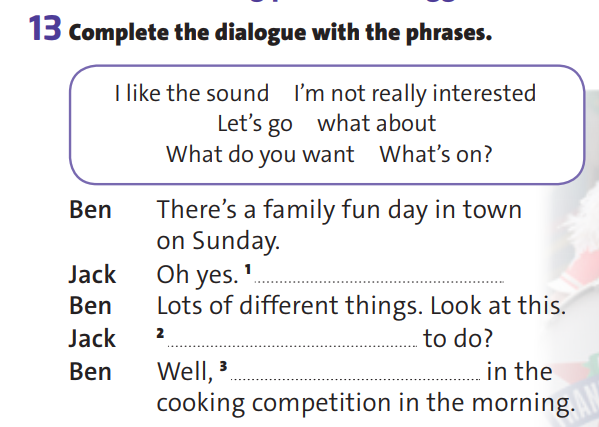 13 Complete the dialogue with the phrases.
I like the sound I'm not really interested
Let's go what about
What do you want What's on?
Ben There's a family fun day in town
on Sunday.
Jack Oh yes. 1 ..............................
Ben Lots of different things. Look at this.
Jack 2 .............................. to do?
Ben Well, 3 .............................. in the
cooking competition in the morning.